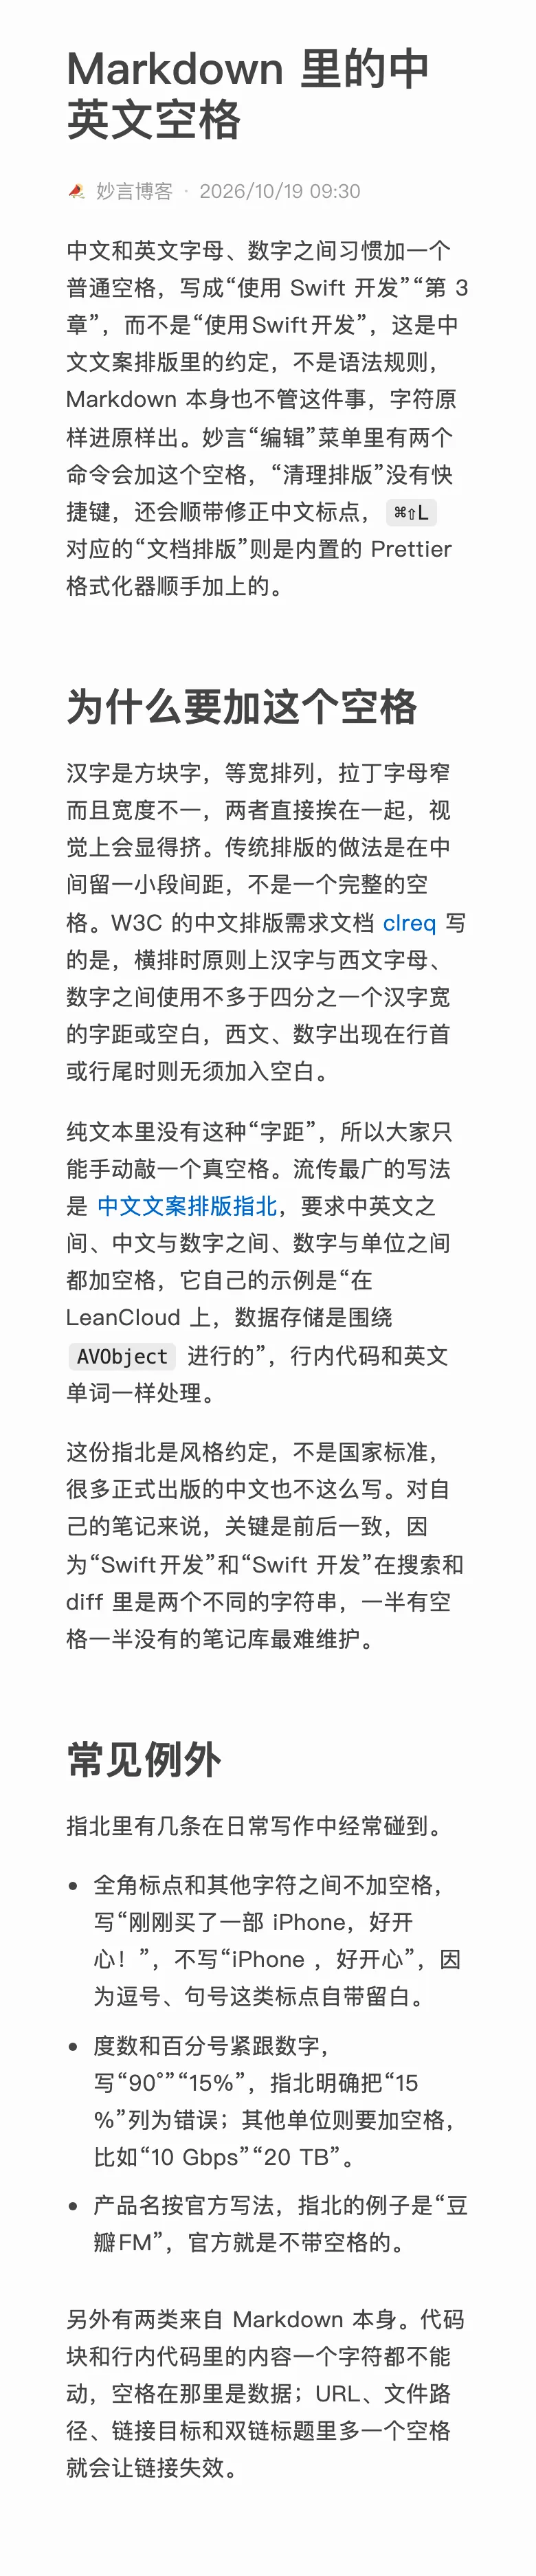 Markdown 里的中
英文空格
妙言博客 · 2026/10/19 09:30
中文和英文字母、数字之间习惯加一个
普通空格，写成“使用 Swift 开发”“第 3
章”，而不是“使用Swift开发”，这是中
文文案排版里的约定，不是语法规则，
Markdown 本身也不管这件事，字符原
样进原样出。妙言“编辑”菜单里有两个
命令会加这个空格，“清理排版”没有快
捷键，还会顺带修正中文标点，⌘⇧L
对应的“文档排版”则是内置的 Prettier
格式化器顺手加上的。
为什么要加这个空格
汉字是方块字，等宽排列，拉丁字母窄
而且宽度不一，两者直接挨在一起，视
觉上会显得挤。传统排版的做法是在中
间留一小段间距，不是一个完整的空
格。W3C 的中文排版需求文档 clreq 写
的是，横排时原则上汉字与西文字母、
数字之间使用不多于四分之一个汉字宽
的字距或空白，西文、数字出现在行首
或行尾时则无须加入空白。
纯文本里没有这种“字距”，所以大家只
能手动敲一个真空格。流传最广的写法
是 中文文案排版指北，要求中英文之
间、中文与数字之间、数字与单位之间
都加空格，它自己的示例是“在
LeanCloud 上，数据存储是围绕
AVObject 进行的”，行内代码和英文
单词一样处理。
这份指北是风格约定，不是国家标准，
很多正式出版的中文也不这么写。对自
己的笔记来说，关键是前后一致，因
为“Swift开发”和“Swift 开发”在搜索和
diff 里是两个不同的字符串，一半有空
格一半没有的笔记库最难维护。
常见例外
指北里有几条在日常写作中经常碰到。
• 全角标点和其他字符之间不加空格，
写“刚刚买了一部 iPhone，好开
心！”，不写“iPhone ，好开心”，因
为逗号、句号这类标点自带留白。
• 度数和百分号紧跟数字，
写“90°”“15%”，指北明确把“15
%”列为错误；其他单位则要加空格，
比如“10 Gbps”“20 TB”。
• 产品名按官方写法，指北的例子是“豆
瓣FM”，官方就是不带空格的。
另外有两类来自 Markdown 本身。代码
块和行内代码里的内容一个字符都不能
动，空格在那里是数据；URL、文件路
径、链接目标和双链标题里多一个空格
就会让链接失效。